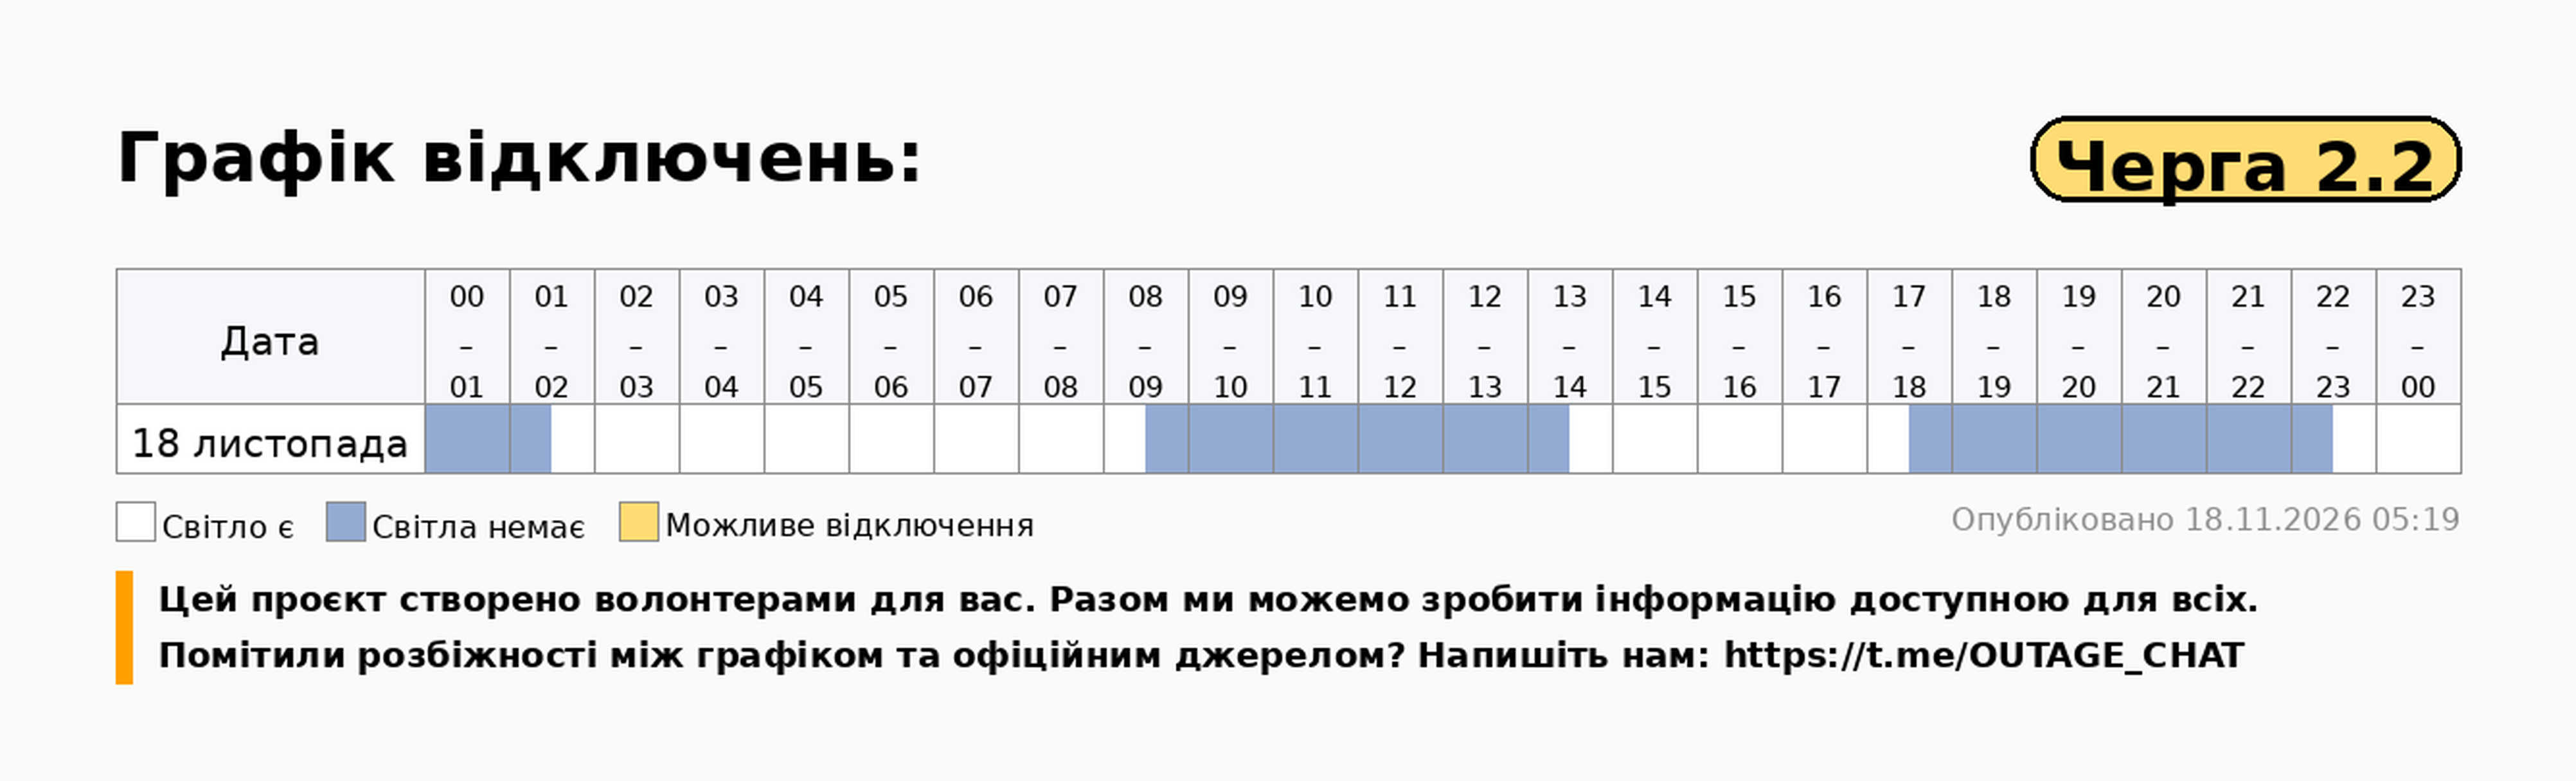 Графік відключень:
Черга 2.2
Дата
00 – 01
01 – 02
02 – 03
03 – 04
04 – 05
05 – 06
06 – 07
07 – 08
08 – 09
09 – 10
10 – 11
11 – 12
12 – 13
13 – 14
14 – 15
15 – 16
16 – 17
17 – 18
18 – 19
19 – 20
20 – 21
21 – 22
22 – 23
23 – 00
18 листопада
Світло є
Світла немає
Можливе відключення
Опубліковано 18.11.2026 05:19
Цей проєкт створено волонтерами для вас. Разом ми можемо зробити інформацію доступною для всіх.
Помітили розбіжності між графіком та офіційним джерелом? Напишіть нам: https://t.me/OUTAGE_CHAT